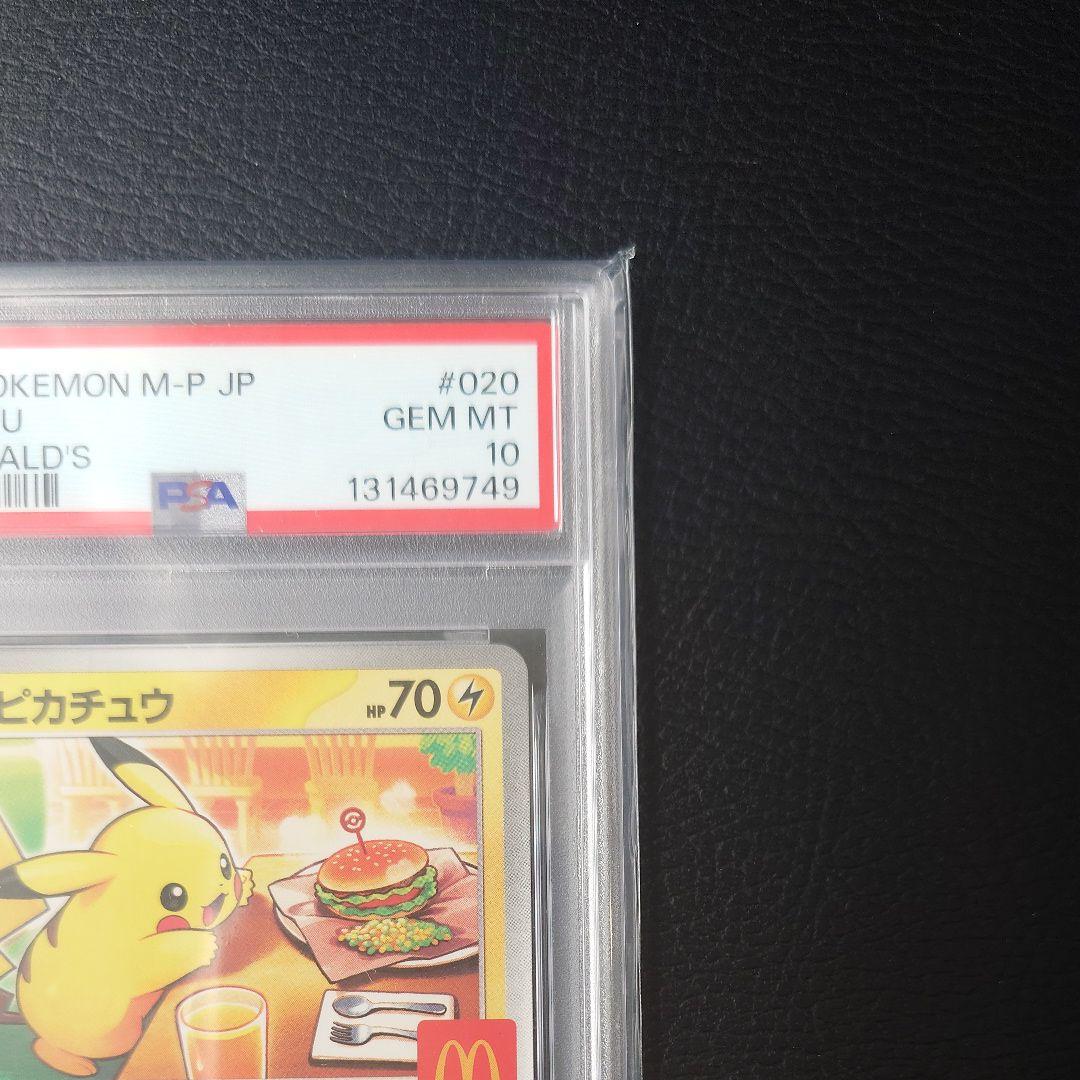 OKEMON M-P JP #020
U GEM MT
ALD'S 10
PSA 131469749
ピカチュウ HP70